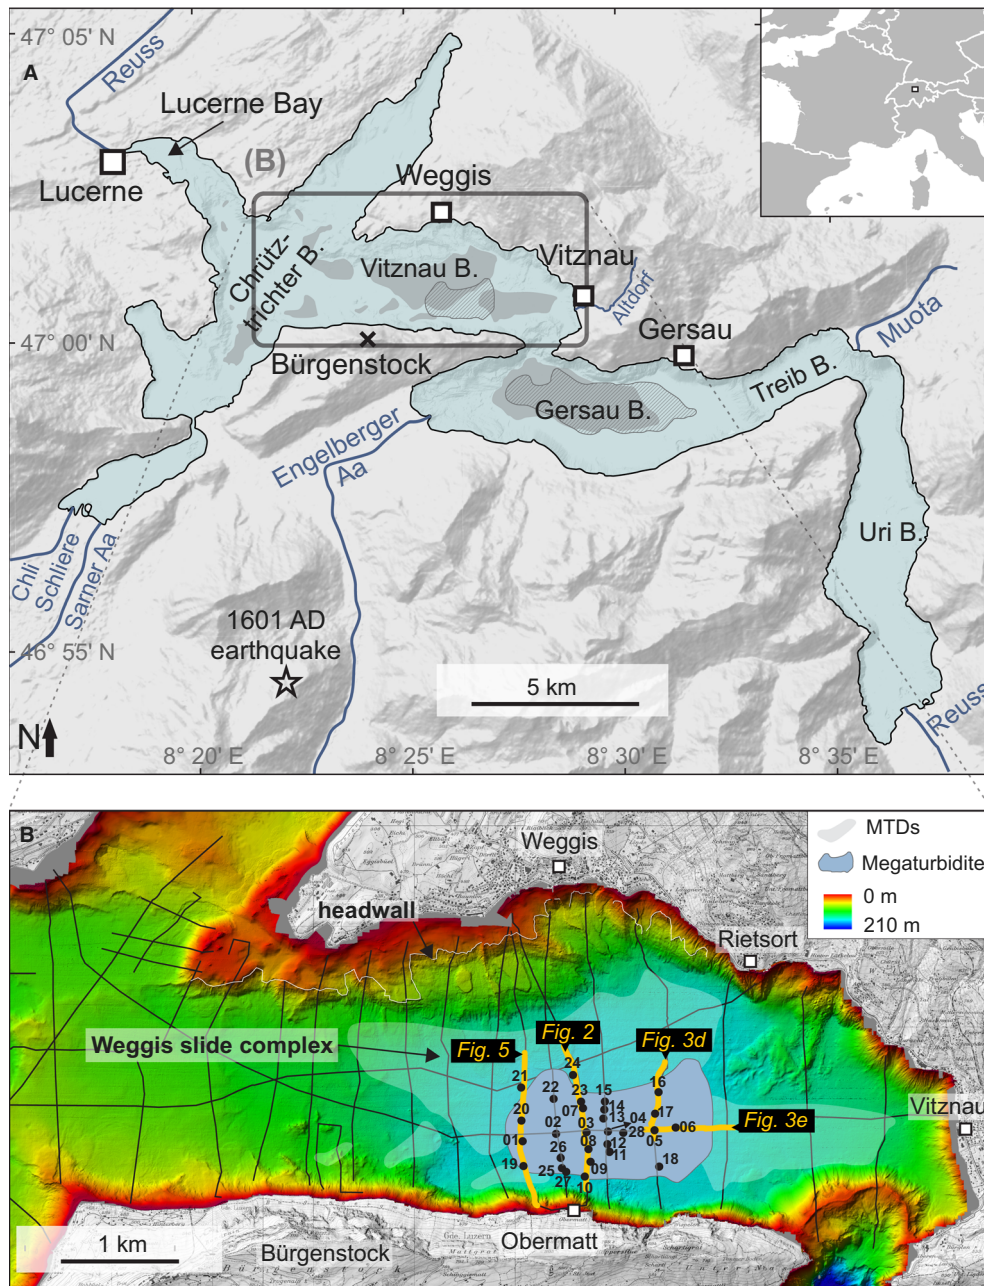 47° 05' N
A
Reuss
Lucerne Bay
(B)
Lucerne
Weggis
Chrütz-
trichter B.
Vitznau B.
Vitznau
Altdorf
47° 00' N
Bürgenstock
Gersau
Muota
Treib B.
Gersau B.
Engelberger
Aa
Uri B.
Chli
Schliere
Sarner Aa
1601 AD
earthquake
46° 55' N
5 km
Reuss
N
8° 20' E
8° 25' E
8° 30' E
8° 35' E
B
MTDs
Megaturbidite
0 m
210 m
Weggis
headwall
Rietsort
Weggis slide complex
Fig. 5
Fig. 2
Fig. 3d
24
21
22
23
15
16
20
07
14
13
04
17
Fig. 3e
Vitznau
01
02
03
12
28
05
06
08
11
26
19
25
27
09
10
18
1 km
Bürgenstock
Obermatt
Obermatt